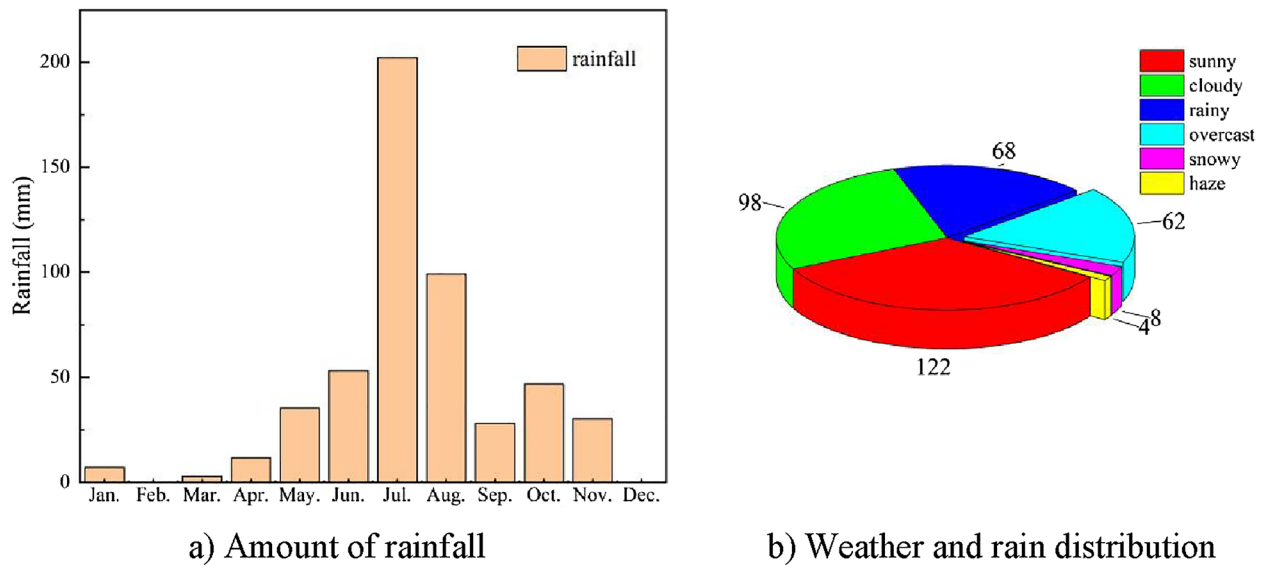 Rainfall (mm)
200
150
100
50
0
rainfall
Jan. Feb. Mar. Apr. May. Jun. Jul. Aug. Sep. Oct. Nov. Dec.
a) Amount of rainfall
sunny
cloudy
rainy
overcast
snowy
haze
68
98
62
8
4
122
b) Weather and rain distribution